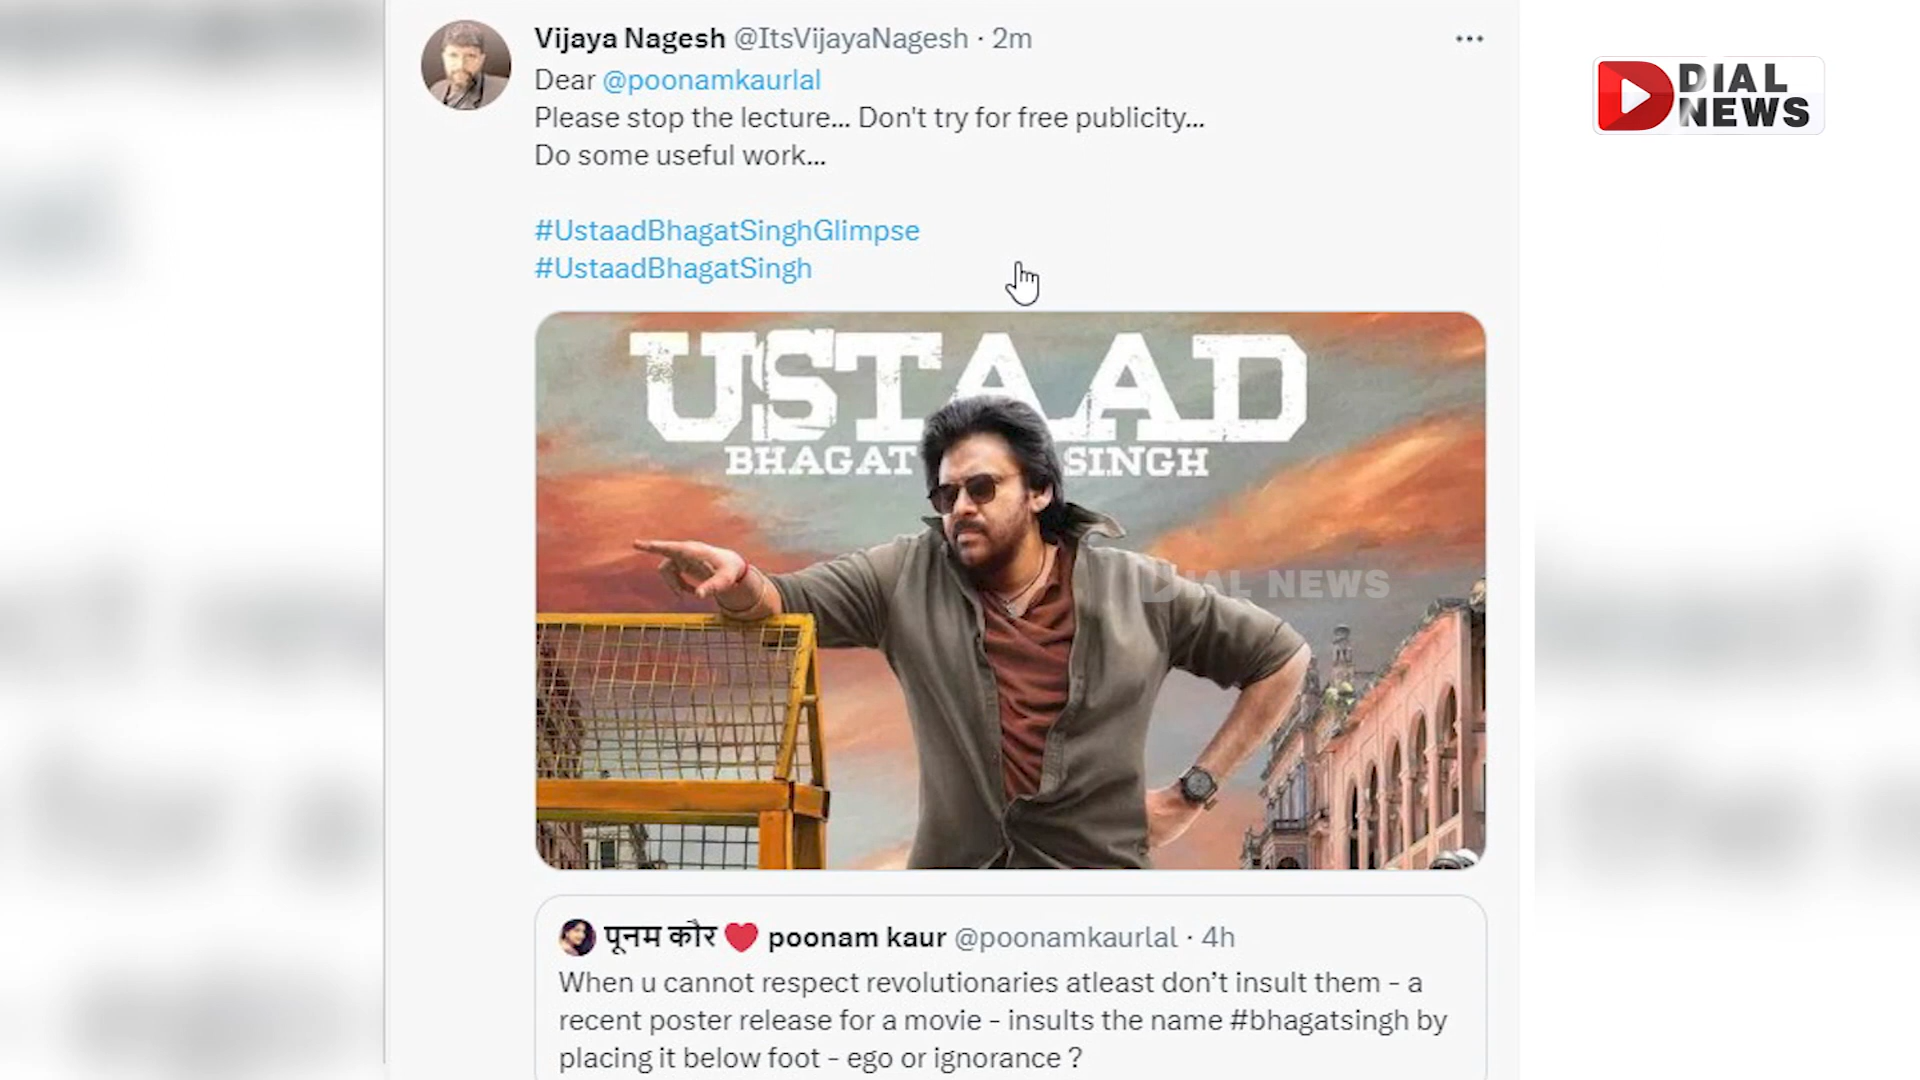 Vijaya Nagesh @ItsVijayaNagesh · 2m
Dear @poonamkaurlal
Please stop the lecture... Don't try for free publicity...
Do some useful work...
#UstaadBhagatSinghGlimpse
#UstaadBhagatSingh
DIAL
NEWS
USTAAD
BHAGAT SINGH
DIAL NEWS
पूनम कौर ❤️ poonam kaur @poonamkaurlal · 4h
When u cannot respect revolutionaries atleast don’t insult them - a
recent poster release for a movie - insults the name #bhagatsingh by
placing it below foot - ego or ignorance ?